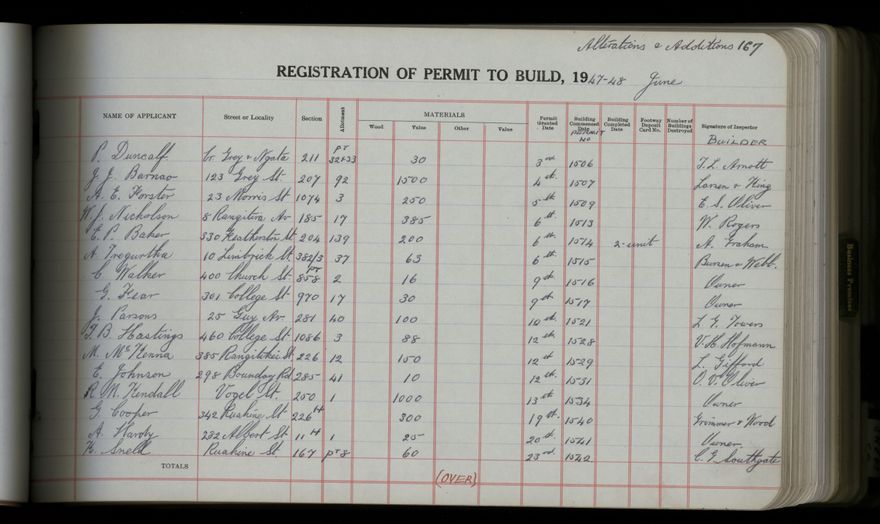 Alterations & Additions 167
REGISTRATION OF PERMIT TO BUILD, 1947-48 June
NAME OF APPLICANT Street or Locality Section Allotment MATERIALS Wood Value Other Value Permit Granted Date Building Commenced Date PERMIT No Building Completed Date Footway Deposit Card No. Number of Buildings Destroyed Signature of Inspector BUILDER
P. Duncalf Cr. Grey & Ngata 211 PT 32+33 30 3rd 1506 T. L. Arnott
J. J. Barnao 123 Grey St. 207 92 1500 4th 1507 Larsen & King
A. E. Forster 23 Morris St 1074 3 250 5th 1509 E. S. Oliver
W. J. Nicholson 8 Rangitira Av 185 17 385 6th 1513 W. Rogers
E. P. Baker 330 Featherston St 204 139 200 6th 1514 2-unit A. Graham
A. Tregurtha 10 Limbrick St 382/3 37 63 6th 1515 Burren & Webb.
C. Walker 400 Church St PT 858 2 16 9th 1516 Owner
G. Fear 301 College St 970 17 30 9th 1517 Owner
J. Parsons 25 Guy Av 281 40 100 10th 1521 L. G. Towers
T. B. Hastings 460 College St 1086 3 88 12th 1528 V. H. Hofmann
M. McKenna 385 Rangitikei St 226 12 150 12th 1529 L. Gifford
E. Johnson 298 Boundary Rd 285 41 10 12th 1531 O. V. Oliver
R. M. Kendall Vogel St. 250 1 1000 13th 1534 Owner
G. Cooper 342 Ruahine St 226H 300 19th 1540 Grimmer & Wood
A. Hardy 232 Albert St 11H 1 25 20th 1541 Owner
H. Snell Ruahine St. 167 PT 8 60 23rd 1542 C. G. Southgate
TOTALS
(OVER)
Business Premises